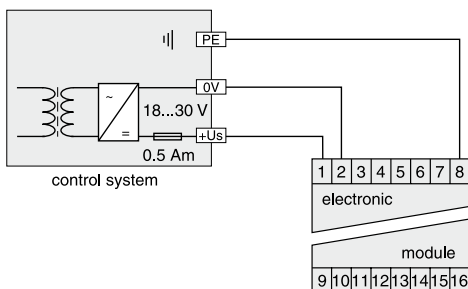 PE
0V
~
18...30 V
=
+Us
0.5 Am
control system
1 2 3 4 5 6 7 8
electronic
module
9 10 11 12 13 14 15 16